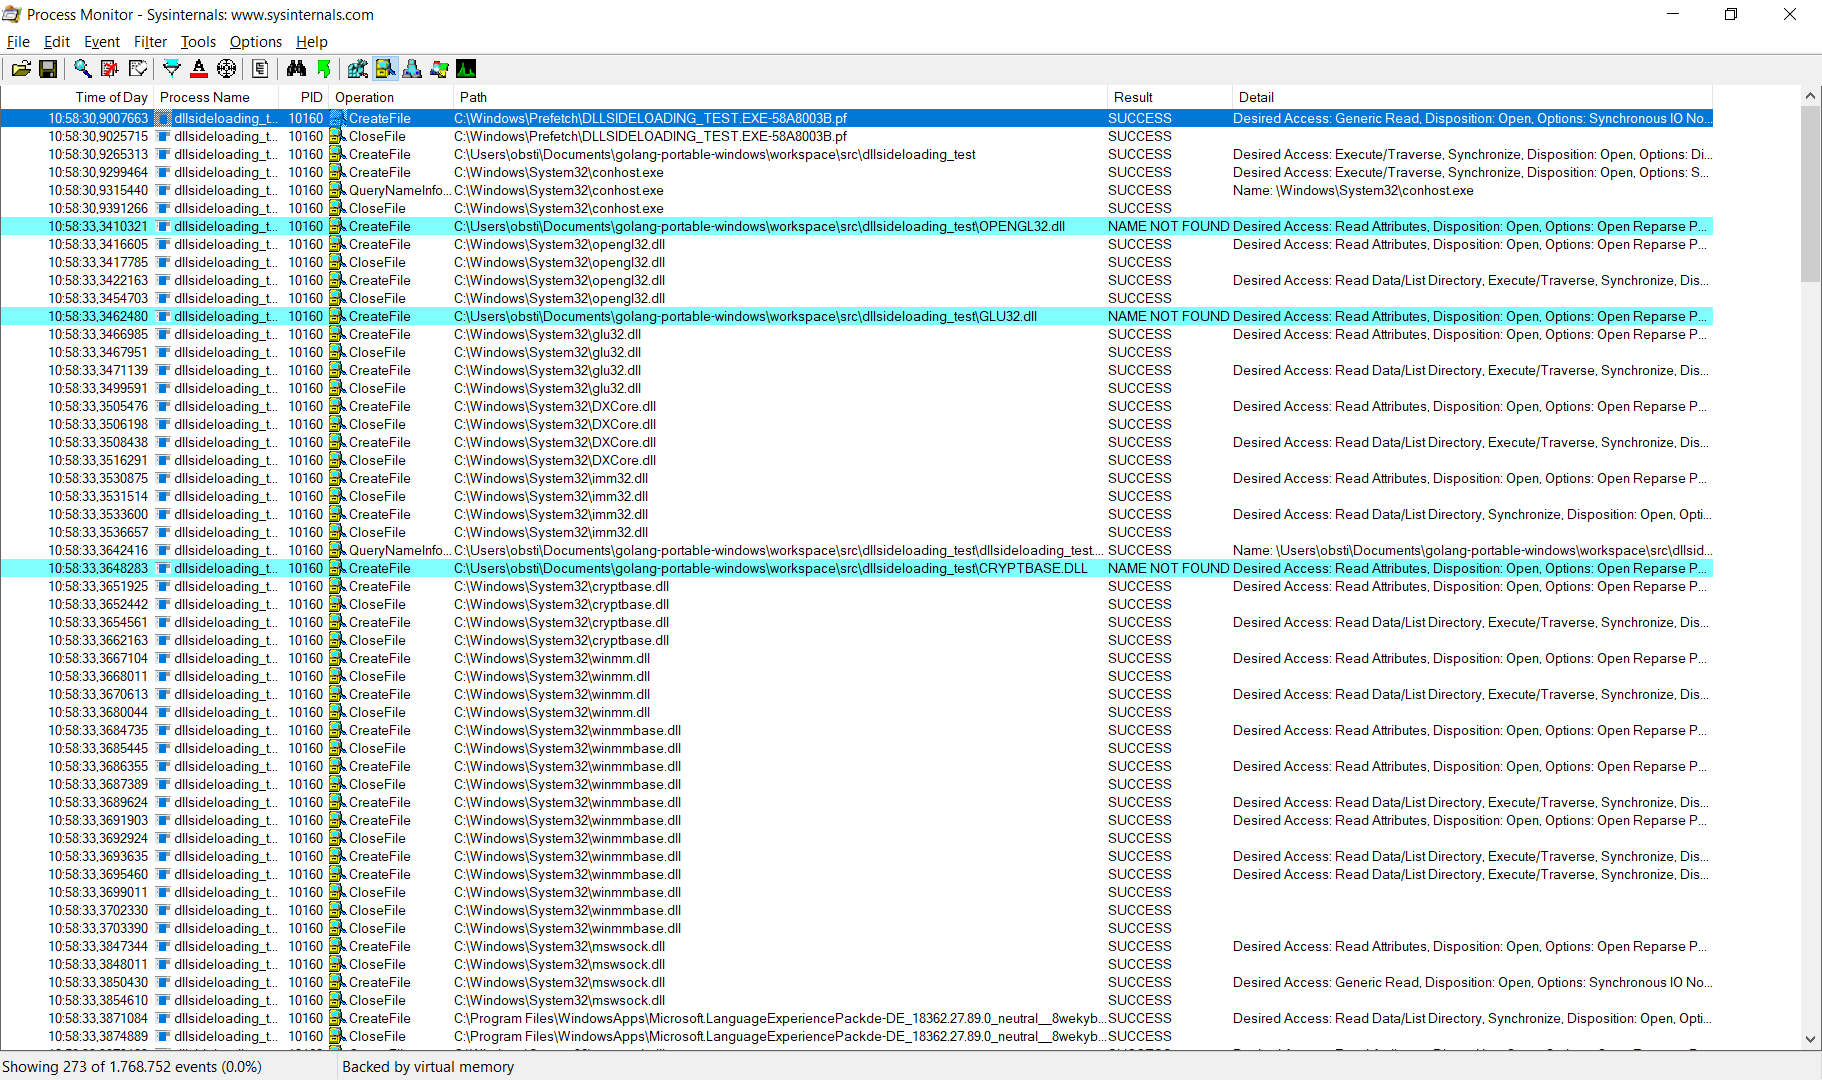 Process Monitor - Sysinternals: www.sysinternals.com
File Edit Event Filter Tools Options Help
Time of Day Process Name PID Operation Path Result Detail
10:58:30,9007663 dllsideloading_t... 10160 CreateFile C:\Windows\Prefetch\DLLSIDELOADING_TEST.EXE-58A8003B.pf SUCCESS Desired Access: Generic Read, Disposition: Open, Options: Synchronous IO No...
10:58:30,9025715 dllsideloading_t... 10160 CloseFile C:\Windows\Prefetch\DLLSIDELOADING_TEST.EXE-58A8003B.pf SUCCESS
10:58:30,9265313 dllsideloading_t... 10160 CreateFile C:\Users\obsti\Documents\golang-portable-windows\workspace\src\dllsideloading_test SUCCESS Desired Access: Execute/Traverse, Synchronize, Disposition: Open, Options: Di...
10:58:30,9299464 dllsideloading_t... 10160 CreateFile C:\Windows\System32\conhost.exe SUCCESS Desired Access: Execute/Traverse, Synchronize, Disposition: Open, Options: S...
10:58:30,9315440 dllsideloading_t... 10160 QueryNameInfo... C:\Windows\System32\conhost.exe SUCCESS Name: \Windows\System32\conhost.exe
10:58:30,9391266 dllsideloading_t... 10160 CloseFile C:\Windows\System32\conhost.exe SUCCESS
10:58:33,3410321 dllsideloading_t... 10160 CreateFile C:\Users\obsti\Documents\golang-portable-windows\workspace\src\dllsideloading_test\OPENGL32.dll NAME NOT FOUND Desired Access: Read Attributes, Disposition: Open, Options: Open Reparse P...
10:58:33,3416605 dllsideloading_t... 10160 CreateFile C:\Windows\System32\opengl32.dll SUCCESS Desired Access: Read Attributes, Disposition: Open, Options: Open Reparse P...
10:58:33,3417785 dllsideloading_t... 10160 CloseFile C:\Windows\System32\opengl32.dll SUCCESS
10:58:33,3422163 dllsideloading_t... 10160 CreateFile C:\Windows\System32\opengl32.dll SUCCESS Desired Access: Read Data/List Directory, Execute/Traverse, Synchronize, Dis...
10:58:33,3454703 dllsideloading_t... 10160 CloseFile C:\Windows\System32\opengl32.dll SUCCESS
10:58:33,3462480 dllsideloading_t... 10160 CreateFile C:\Users\obsti\Documents\golang-portable-windows\workspace\src\dllsideloading_test\GLU32.dll NAME NOT FOUND Desired Access: Read Attributes, Disposition: Open, Options: Open Reparse P...
10:58:33,3466985 dllsideloading_t... 10160 CreateFile C:\Windows\System32\glu32.dll SUCCESS Desired Access: Read Attributes, Disposition: Open, Options: Open Reparse P...
10:58:33,3467951 dllsideloading_t... 10160 CloseFile C:\Windows\System32\glu32.dll SUCCESS
10:58:33,3471139 dllsideloading_t... 10160 CreateFile C:\Windows\System32\glu32.dll SUCCESS Desired Access: Read Data/List Directory, Execute/Traverse, Synchronize, Dis...
10:58:33,3499591 dllsideloading_t... 10160 CloseFile C:\Windows\System32\glu32.dll SUCCESS
10:58:33,3505476 dllsideloading_t... 10160 CreateFile C:\Windows\System32\DXCore.dll SUCCESS Desired Access: Read Attributes, Disposition: Open, Options: Open Reparse P...
10:58:33,3506198 dllsideloading_t... 10160 CloseFile C:\Windows\System32\DXCore.dll SUCCESS
10:58:33,3508438 dllsideloading_t... 10160 CreateFile C:\Windows\System32\DXCore.dll SUCCESS Desired Access: Read Data/List Directory, Execute/Traverse, Synchronize, Dis...
10:58:33,3516291 dllsideloading_t... 10160 CloseFile C:\Windows\System32\DXCore.dll SUCCESS
10:58:33,3530875 dllsideloading_t... 10160 CreateFile C:\Windows\System32\imm32.dll SUCCESS Desired Access: Read Attributes, Disposition: Open, Options: Open Reparse P...
10:58:33,3531514 dllsideloading_t... 10160 CloseFile C:\Windows\System32\imm32.dll SUCCESS
10:58:33,3533600 dllsideloading_t... 10160 CreateFile C:\Windows\System32\imm32.dll SUCCESS Desired Access: Read Data/List Directory, Synchronize, Disposition: Open, Opti...
10:58:33,3536657 dllsideloading_t... 10160 CloseFile C:\Windows\System32\imm32.dll SUCCESS
10:58:33,3642416 dllsideloading_t... 10160 QueryNameInfo... C:\Users\obsti\Documents\golang-portable-windows\workspace\src\dllsideloading_test\dllsideloading_test.... SUCCESS Name: \Users\obsti\Documents\golang-portable-windows\workspace\src\dllsid...
10:58:33,3648283 dllsideloading_t... 10160 CreateFile C:\Users\obsti\Documents\golang-portable-windows\workspace\src\dllsideloading_test\CRYPTBASE.DLL NAME NOT FOUND Desired Access: Read Attributes, Disposition: Open, Options: Open Reparse P...
10:58:33,3651925 dllsideloading_t... 10160 CreateFile C:\Windows\System32\cryptbase.dll SUCCESS Desired Access: Read Attributes, Disposition: Open, Options: Open Reparse P...
10:58:33,3652442 dllsideloading_t... 10160 CloseFile C:\Windows\System32\cryptbase.dll SUCCESS
10:58:33,3654561 dllsideloading_t... 10160 CreateFile C:\Windows\System32\cryptbase.dll SUCCESS Desired Access: Read Data/List Directory, Execute/Traverse, Synchronize, Dis...
10:58:33,3662163 dllsideloading_t... 10160 CloseFile C:\Windows\System32\cryptbase.dll SUCCESS
10:58:33,3667104 dllsideloading_t... 10160 CreateFile C:\Windows\System32\winmm.dll SUCCESS Desired Access: Read Attributes, Disposition: Open, Options: Open Reparse P...
10:58:33,3668011 dllsideloading_t... 10160 CloseFile C:\Windows\System32\winmm.dll SUCCESS
10:58:33,3670613 dllsideloading_t... 10160 CreateFile C:\Windows\System32\winmm.dll SUCCESS Desired Access: Read Data/List Directory, Execute/Traverse, Synchronize, Dis...
10:58:33,3680044 dllsideloading_t... 10160 CloseFile C:\Windows\System32\winmm.dll SUCCESS
10:58:33,3684735 dllsideloading_t... 10160 CreateFile C:\Windows\System32\winmmbase.dll SUCCESS Desired Access: Read Attributes, Disposition: Open, Options: Open Reparse P...
10:58:33,3685445 dllsideloading_t... 10160 CloseFile C:\Windows\System32\winmmbase.dll SUCCESS
10:58:33,3686355 dllsideloading_t... 10160 CreateFile C:\Windows\System32\winmmbase.dll SUCCESS Desired Access: Read Attributes, Disposition: Open, Options: Open Reparse P...
10:58:33,3687389 dllsideloading_t... 10160 CloseFile C:\Windows\System32\winmmbase.dll SUCCESS
10:58:33,3689624 dllsideloading_t... 10160 CreateFile C:\Windows\System32\winmmbase.dll SUCCESS Desired Access: Read Data/List Directory, Execute/Traverse, Synchronize, Dis...
10:58:33,3691903 dllsideloading_t... 10160 CreateFile C:\Windows\System32\winmmbase.dll SUCCESS Desired Access: Read Attributes, Disposition: Open, Options: Open Reparse P...
10:58:33,3692924 dllsideloading_t... 10160 CloseFile C:\Windows\System32\winmmbase.dll SUCCESS
10:58:33,3693635 dllsideloading_t... 10160 CreateFile C:\Windows\System32\winmmbase.dll SUCCESS Desired Access: Read Data/List Directory, Execute/Traverse, Synchronize, Dis...
10:58:33,3695460 dllsideloading_t... 10160 CreateFile C:\Windows\System32\winmmbase.dll SUCCESS Desired Access: Read Data/List Directory, Execute/Traverse, Synchronize, Dis...
10:58:33,3699011 dllsideloading_t... 10160 CloseFile C:\Windows\System32\winmmbase.dll SUCCESS
10:58:33,3702330 dllsideloading_t... 10160 CloseFile C:\Windows\System32\winmmbase.dll SUCCESS
10:58:33,3703390 dllsideloading_t... 10160 CloseFile C:\Windows\System32\winmmbase.dll SUCCESS
10:58:33,3847344 dllsideloading_t... 10160 CreateFile C:\Windows\System32\mswsock.dll SUCCESS Desired Access: Read Attributes, Disposition: Open, Options: Open Reparse P...
10:58:33,3848011 dllsideloading_t... 10160 CloseFile C:\Windows\System32\mswsock.dll SUCCESS
10:58:33,3850430 dllsideloading_t... 10160 CreateFile C:\Windows\System32\mswsock.dll SUCCESS Desired Access: Generic Read, Disposition: Open, Options: Synchronous IO No...
10:58:33,3854610 dllsideloading_t... 10160 CloseFile C:\Windows\System32\mswsock.dll SUCCESS
10:58:33,3871084 dllsideloading_t... 10160 CreateFile C:\Program Files\WindowsApps\Microsoft.LanguageExperiencePackde-DE_18362.27.89.0_neutral__8wekyb... SUCCESS Desired Access: Read Data/List Directory, Synchronize, Disposition: Open, Opti...
10:58:33,3874889 dllsideloading_t... 10160 CloseFile C:\Program Files\WindowsApps\Microsoft.LanguageExperiencePackde-DE_18362.27.89.0_neutral__8wekyb... SUCCESS
Showing 273 of 1.768.752 events (0.0%) Backed by virtual memory